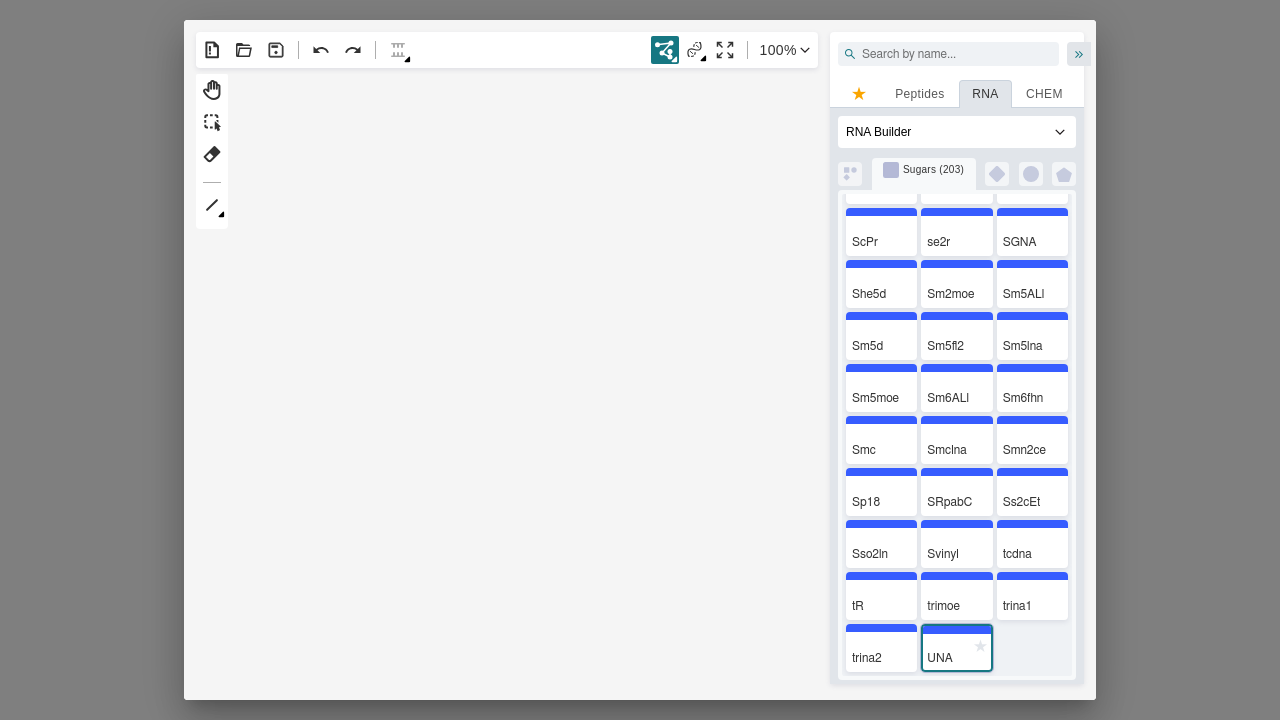 100%
Search by name...
Peptides
RNA
CHEM
RNA Builder
Sugars (203)
ScPr
se2r
SGNA
She5d
Sm2moe
Sm5ALl
Sm5d
Sm5fl2
Sm5lna
Sm5moe
Sm6ALl
Sm6fhn
Smc
Smclna
Smn2ce
Sp18
SRpabC
Ss2cEt
Sso2ln
Svinyl
tcdna
tR
trimoe
trina1
trina2
UNA